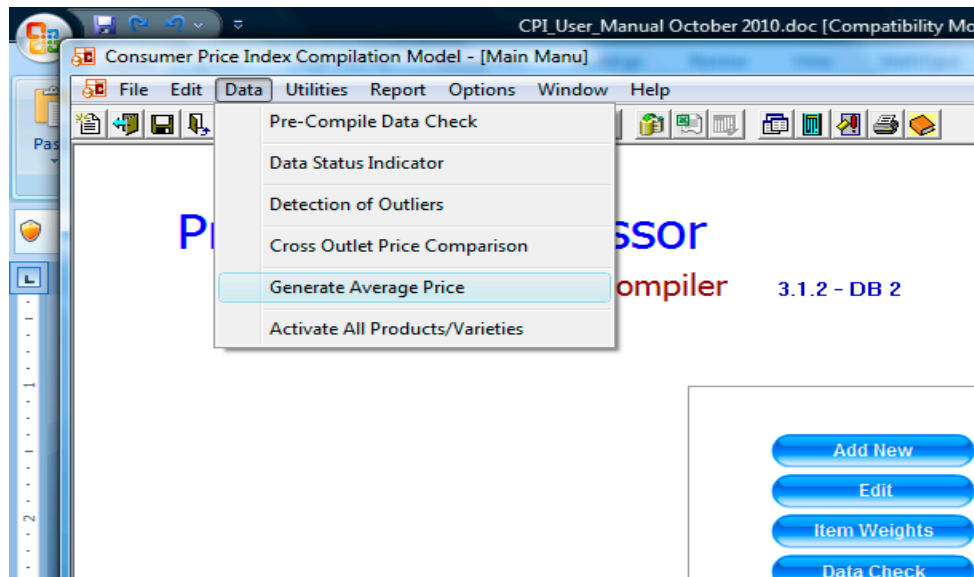 CPI_User_Manual October 2010.doc [Compatibility Mo
Consumer Price Index Compilation Model - [Main Manu]
File Edit Data Utilities Report Options Window Help
Pas
Pre-Compile Data Check
Data Status Indicator
Detection of Outliers
Cross Outlet Price Comparison
Generate Average Price
Activate All Products/Varieties
Pr ssor
ompiler 3.1.2 - DB 2
Add New
Edit
Item Weights
Data Check
1
2